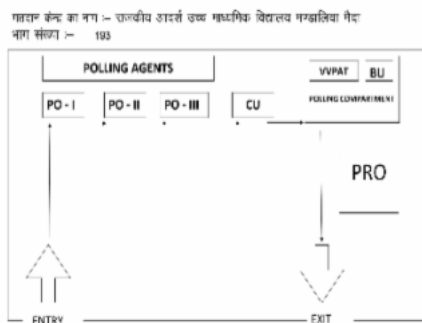 मतदान केन्द्र का नाम :- राजकीय आदर्श उच्च माध्यमिक विद्यालय मण्डालिया मैदा
भाग संख्या :- 193
POLLING AGENTS
VVPAT BU
POLLING COMPARTMENT
PO - I PO - II PO - III CU
PRO
ENTRY EXIT